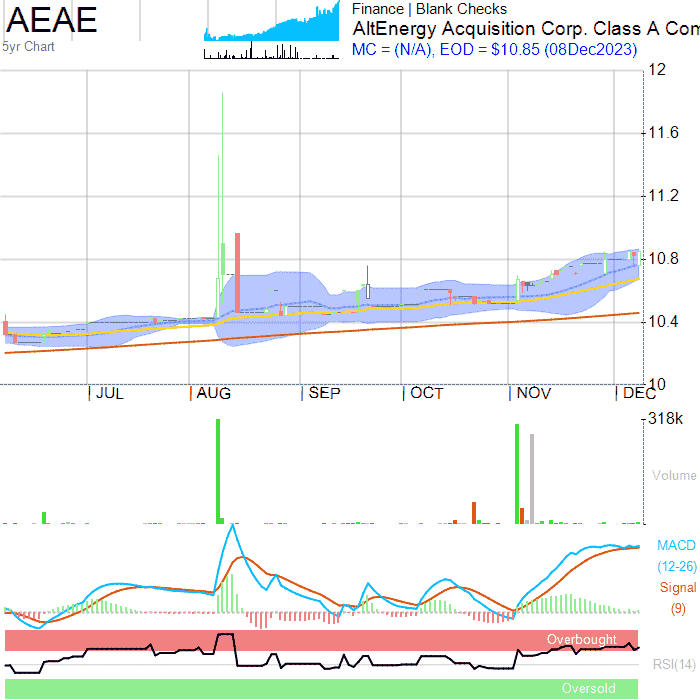 AEAE
5yr Chart
Finance | Blank Checks
AltEnergy Acquisition Corp. Class A Com
MC = (N/A), EOD = $10.85 (08Dec2023)
12
11.6
11.2
10.8
10.4
10
JUL
AUG
SEP
OCT
NOV
DEC
318k
Volume
MACD
(12-26)
Signal
(9)
Overbought
RSI(14)
Oversold